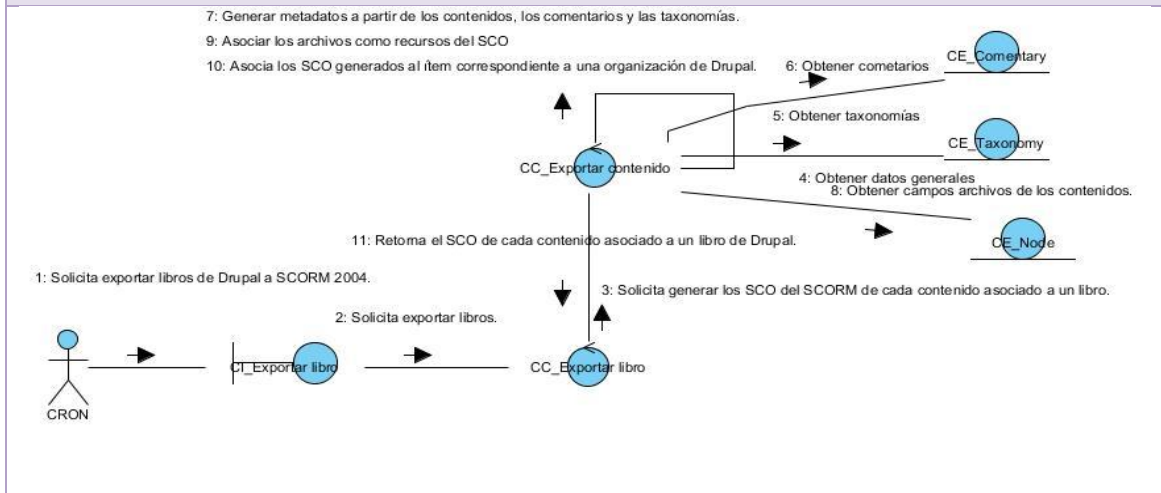 7: Generar metadatos a partir de los contenidos, los comentarios y las taxonomías.
9: Asociar los archivos como recursos del SCO
10: Asocia los SCO generados al ítem correspondiente a una organización de Drupal.
6: Obtener cometarios
CE_Comentary
5: Obtener taxonomías
CE_Taxonomy
CC_Exportar contenido
4: Obtener datos generales
8: Obtener campos archivos de los contenidos.
CE_Node
11: Retorna el SCO de cada contenido asociado a un libro de Drupal.
1: Solicita exportar libros de Drupal a SCORM 2004.
3: Solicita generar los SCO del SCORM de cada contenido asociado a un libro.
2: Solicita exportar libros.
CI_Exportar libro
CC_Exportar libro
CRON